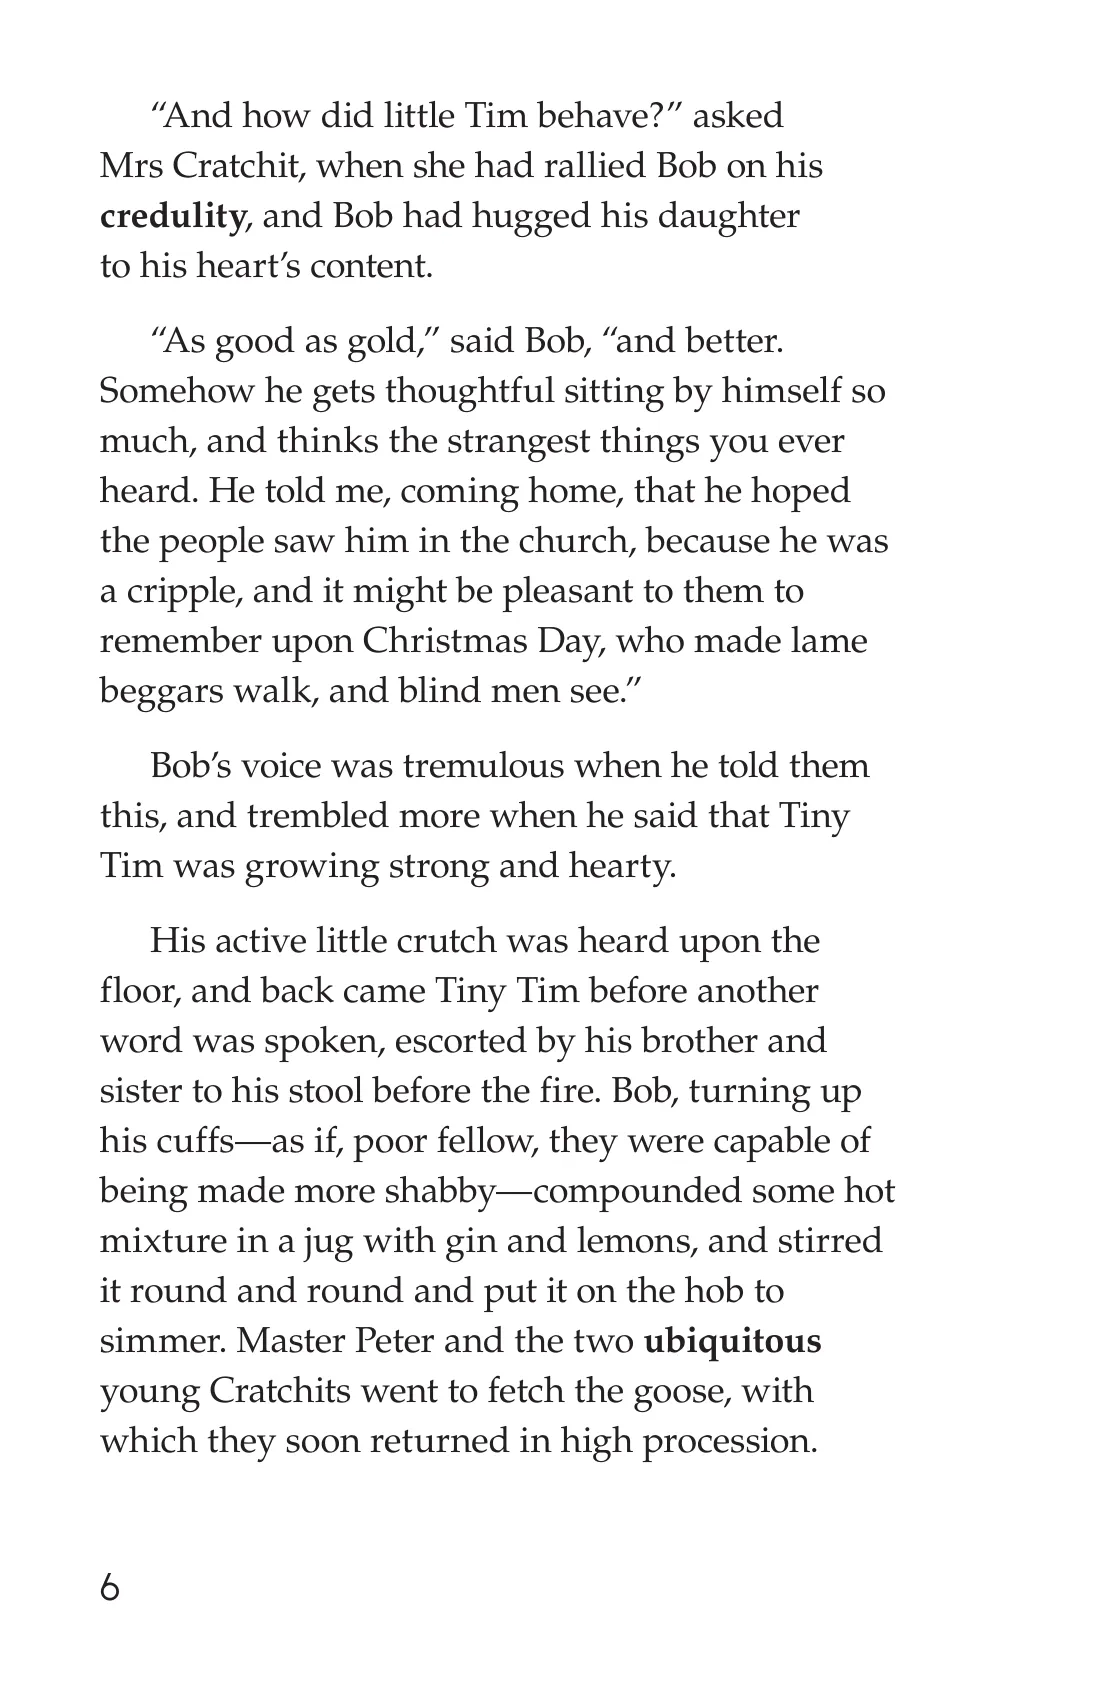 “And how did little Tim behave?” asked
Mrs Cratchit, when she had rallied Bob on his
credulity, and Bob had hugged his daughter
to his heart’s content.
“As good as gold,” said Bob, “and better.
Somehow he gets thoughtful sitting by himself so
much, and thinks the strangest things you ever
heard. He told me, coming home, that he hoped
the people saw him in the church, because he was
a cripple, and it might be pleasant to them to
remember upon Christmas Day, who made lame
beggars walk, and blind men see.”
Bob’s voice was tremulous when he told them
this, and trembled more when he said that Tiny
Tim was growing strong and hearty.
His active little crutch was heard upon the
floor, and back came Tiny Tim before another
word was spoken, escorted by his brother and
sister to his stool before the fire. Bob, turning up
his cuffs—as if, poor fellow, they were capable of
being made more shabby—compounded some hot
mixture in a jug with gin and lemons, and stirred
it round and round and put it on the hob to
simmer. Master Peter and the two ubiquitous
young Cratchits went to fetch the goose, with
which they soon returned in high procession.
6